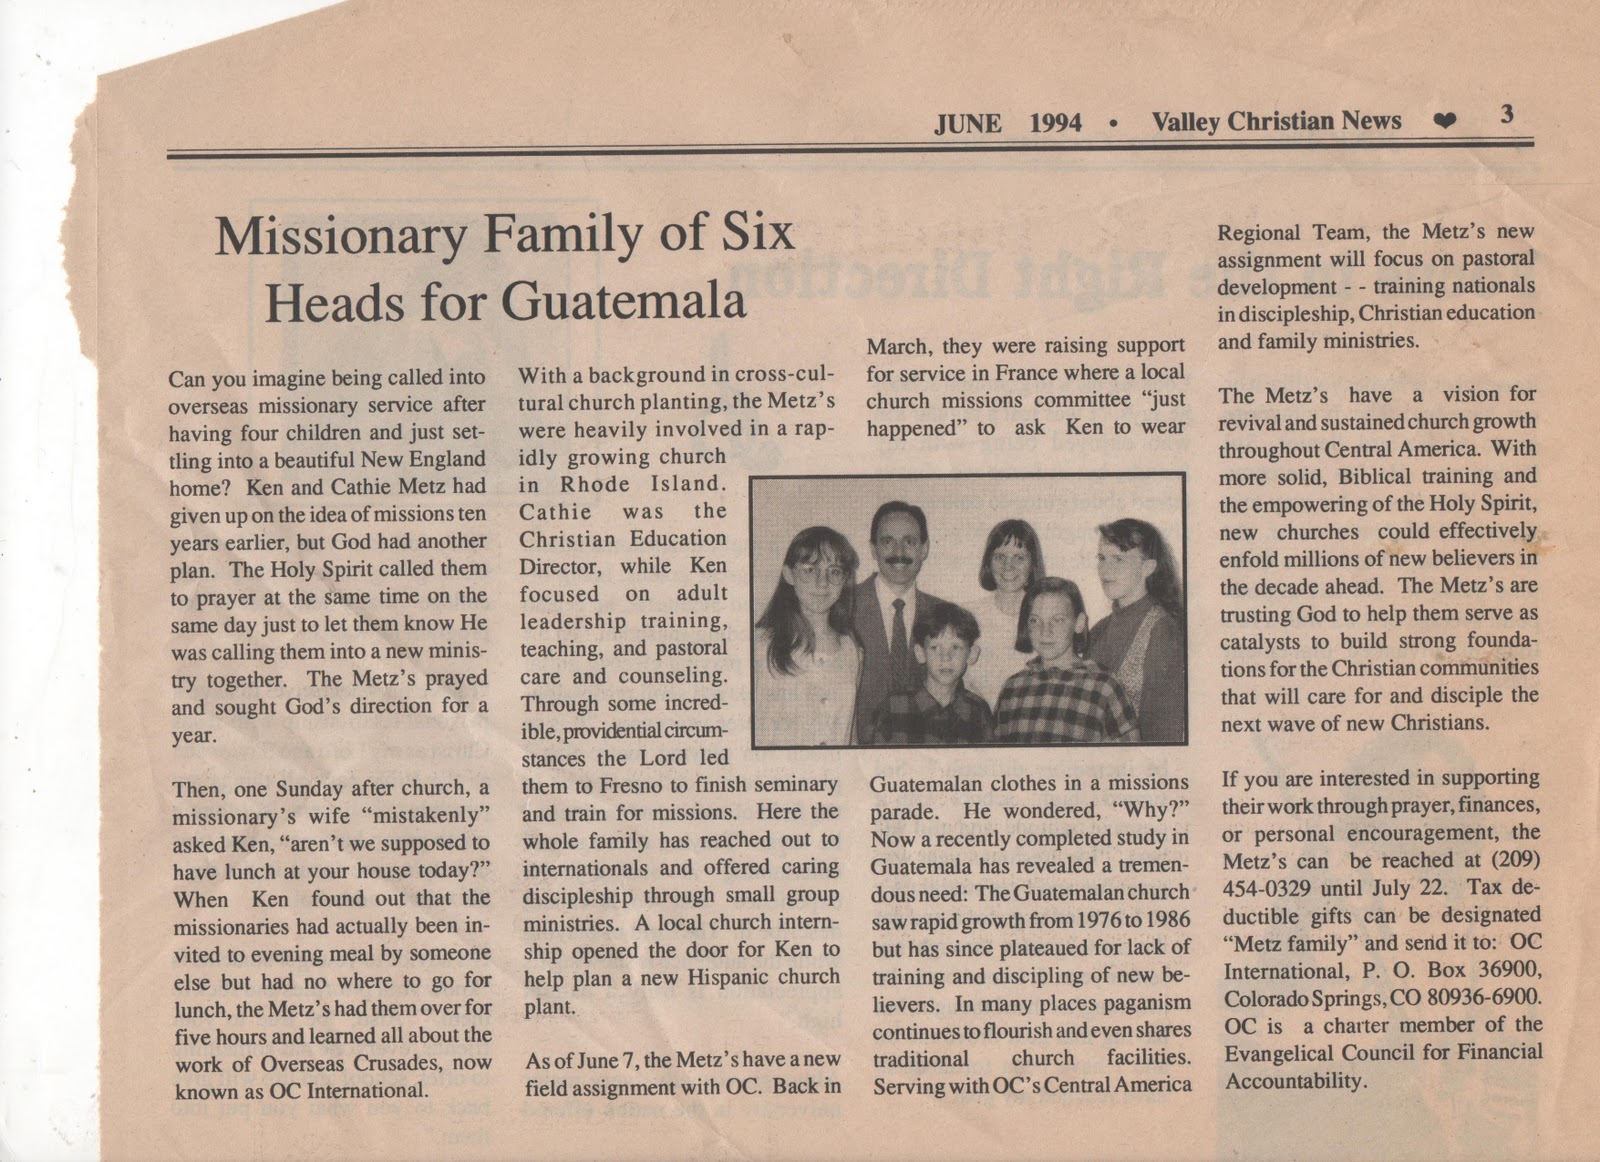 JUNE 1994 • Valley Christian News ❤ 3
Missionary Family of Six
Heads for Guatemala
Can you imagine being called into
overseas missionary service after
having four children and just set-
tling into a beautiful New England
home? Ken and Cathie Metz had
given up on the idea of missions ten
years earlier, but God had another
plan. The Holy Spirit called them
to prayer at the same time on the
same day just to let them know He
was calling them into a new minis-
try together. The Metz's prayed
and sought God's direction for a
year.
Then, one Sunday after church, a
missionary's wife "mistakenly"
asked Ken, "aren't we supposed to
have lunch at your house today?"
When Ken found out that the
missionaries had actually been in-
vited to evening meal by someone
else but had no where to go for
lunch, the Metz's had them over for
five hours and learned all about the
work of Overseas Crusades, now
known as OC International.
With a background in cross-cul-
tural church planting, the Metz's
were heavily involved in a rap-
idly growing church
in Rhode Island.
Cathie was the
Christian Education
Director, while Ken
focused on adult
leadership training,
teaching, and pastoral
care and counseling.
Through some incred-
ible, providential circum-
stances the Lord led
them to Fresno to finish seminary
and train for missions. Here the
whole family has reached out to
internationals and offered caring
discipleship through small group
ministries. A local church intern-
ship opened the door for Ken to
help plan a new Hispanic church
plant.
As of June 7, the Metz's have a new
field assignment with OC. Back in
March, they were raising support
for service in France where a local
church missions committee "just
happened" to ask Ken to wear
Guatemalan clothes in a missions
parade. He wondered, "Why?"
Now a recently completed study in
Guatemala has revealed a tremen-
dous need: The Guatemalan church
saw rapid growth from 1976 to 1986
but has since plateaued for lack of
training and discipling of new be-
lievers. In many places paganism
continues to flourish and even shares
traditional church facilities.
Serving with OC's Central America
Regional Team, the Metz's new
assignment will focus on pastoral
development - - training nationals
in discipleship, Christian education
and family ministries.
The Metz's have a vision for
revival and sustained church growth
throughout Central America. With
more solid, Biblical training and
the empowering of the Holy Spirit,
new churches could effectively
enfold millions of new believers in
the decade ahead. The Metz's are
trusting God to help them serve as
catalysts to build strong founda-
tions for the Christian communities
that will care for and disciple the
next wave of new Christians.
If you are interested in supporting
their work through prayer, finances,
or personal encouragement, the
Metz's can be reached at (209)
454-0329 until July 22. Tax de-
ductible gifts can be designated
"Metz family" and send it to: OC
International, P. O. Box 36900,
Colorado Springs, CO 80936-6900.
OC is a charter member of the
Evangelical Council for Financial
Accountability.